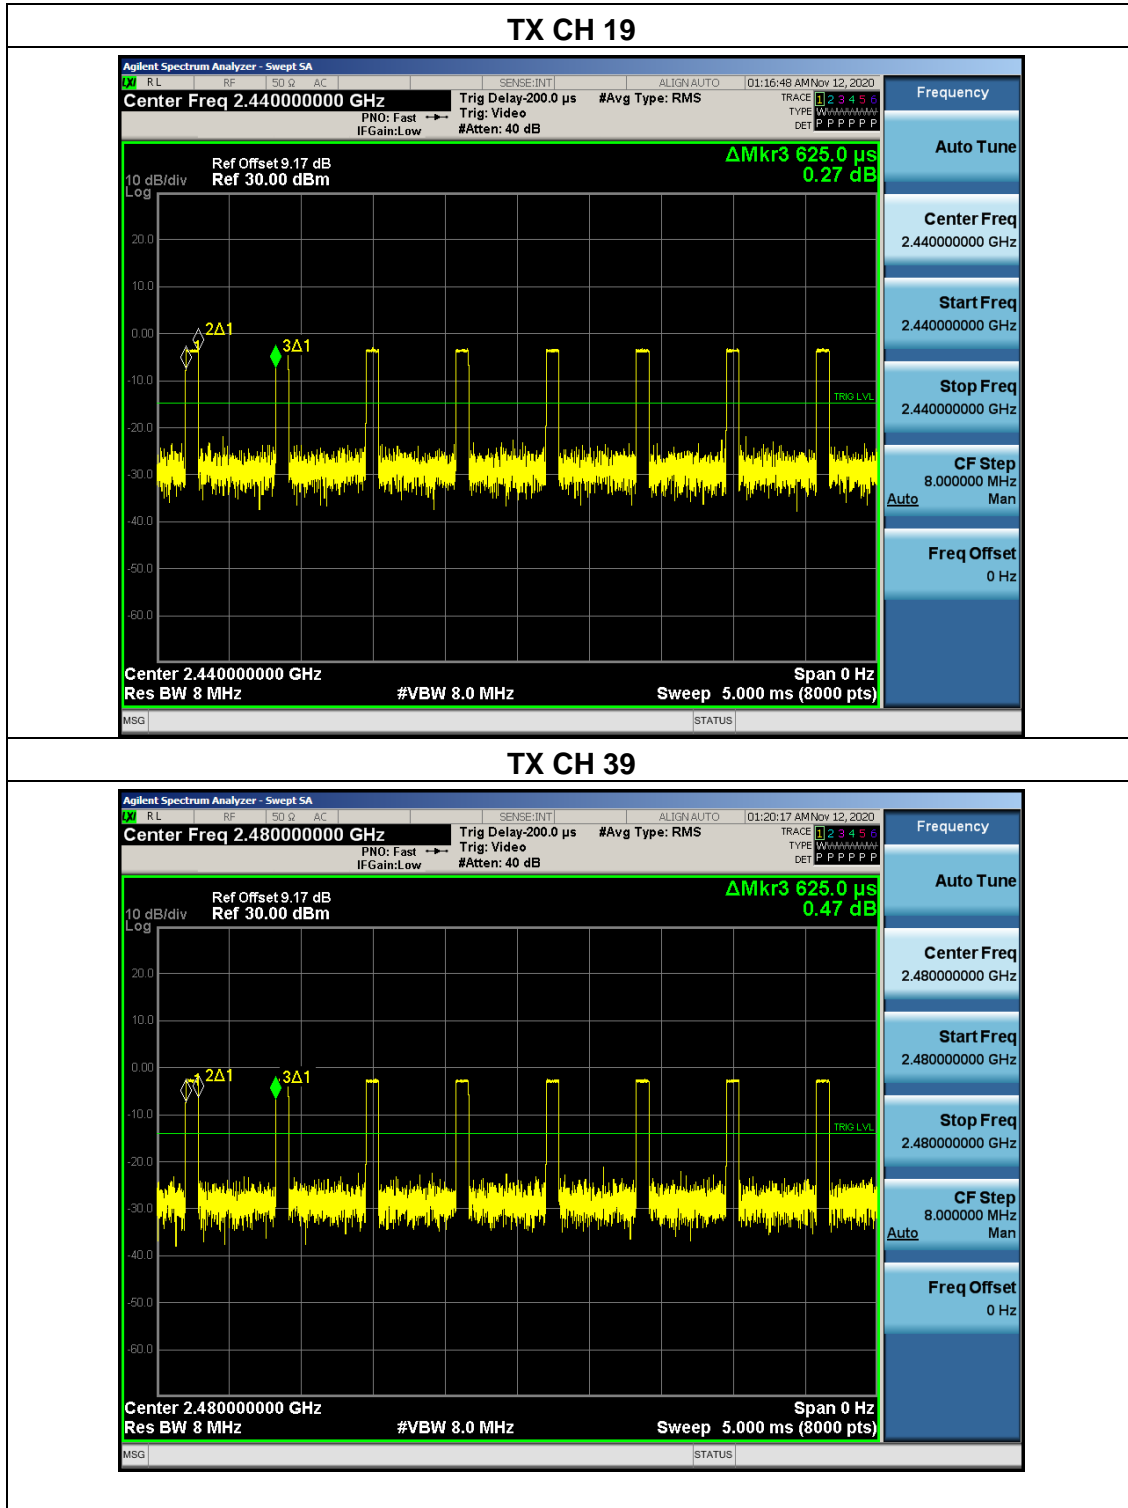 TX CH 19
Agilent Spectrum Analyzer - Swept SA
LXI RL RF 50 Ω AC SENSE:INT ALIGN AUTO 01:16:48 AM Nov 12, 2020
Center Freq 2.440000000 GHz Trig Delay-200.0 µs #Avg Type: RMS TRACE 1 2 3 4 5 6
PNO: Fast Trig: Video TYPE
IFGain:Low #Atten: 40 dB DET P P P P P P
Frequency
Auto Tune
Center Freq
2.440000000 GHz
Start Freq
2.440000000 GHz
Stop Freq
2.440000000 GHz
CF Step
8.000000 MHz
Auto Man
Freq Offset
0 Hz
ΔMkr3 625.0 µs
0.27 dB
Ref Offset 9.17 dB
10 dB/div Ref 30.00 dBm
Log
20.0
10.0
0.00
-10.0
-20.0
-30.0
-40.0
-50.0
-60.0
1 2Δ1 3Δ1
TRIG LVL
Center 2.440000000 GHz Span 0 Hz
Res BW 8 MHz #VBW 8.0 MHz Sweep 5.000 ms (8000 pts)
MSG STATUS
TX CH 39
Agilent Spectrum Analyzer - Swept SA
LXI RL RF 50 Ω AC SENSE:INT ALIGN AUTO 01:20:17 AM Nov 12, 2020
Center Freq 2.480000000 GHz Trig Delay-200.0 µs #Avg Type: RMS TRACE 1 2 3 4 5 6
PNO: Fast Trig: Video TYPE
IFGain:Low #Atten: 40 dB DET P P P P P P
Frequency
Auto Tune
Center Freq
2.480000000 GHz
Start Freq
2.480000000 GHz
Stop Freq
2.480000000 GHz
CF Step
8.000000 MHz
Auto Man
Freq Offset
0 Hz
ΔMkr3 625.0 µs
0.47 dB
Ref Offset 9.17 dB
10 dB/div Ref 30.00 dBm
Log
20.0
10.0
0.00
-10.0
-20.0
-30.0
-40.0
-50.0
-60.0
1 2Δ1 3Δ1
TRIG LVL
Center 2.480000000 GHz Span 0 Hz
Res BW 8 MHz #VBW 8.0 MHz Sweep 5.000 ms (8000 pts)
MSG STATUS